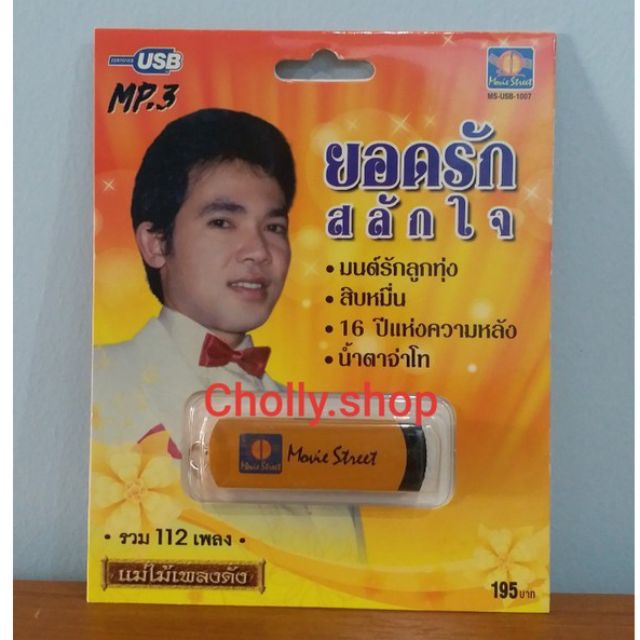 CERTIFIED USB
MP.3
Movie Street
MS-USB-1007
ยอดรัก
สลักใจ
• มนต์รักลูกทุ่ง
• สิบหมื่น
• 16 ปีแห่งความหลัง
• น้ำตาจ่าโท
Cholly.shop
Movie Street
Movie Street
• รวม 112 เพลง •
แม่ไม้เพลงดัง
195 บาท